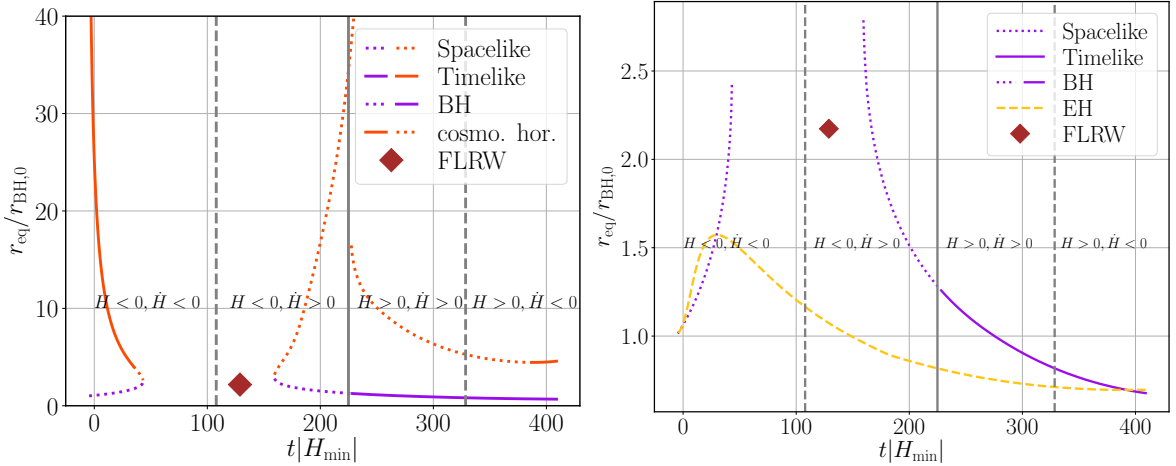 40
30
20
10
0
r_eq/r_BH,0
Spacelike
Timelike
BH
cosmo. hor.
FLRW
H < 0, Ḣ < 0
H < 0, Ḣ > 0
H > 0, Ḣ > 0
H > 0, Ḣ < 0
0 100 200 300 400
t|H_min|
2.5
2.0
1.5
1.0
r_eq/r_BH,0
Spacelike
Timelike
BH
EH
FLRW
H < 0, Ḣ < 0
H < 0, Ḣ > 0
H > 0, Ḣ > 0
H > 0, Ḣ < 0
0 100 200 300 400
t|H_min|